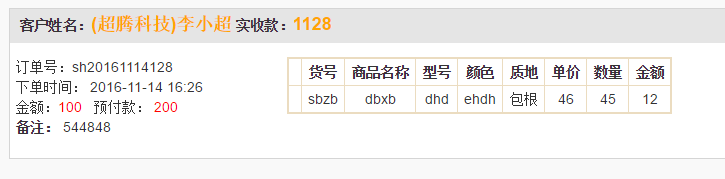 客户姓名：(超腾科技)李小超 实收款：1128
订单号：sh20161114128
下单时间： 2016-11-14 16:26
金额：100 预付款： 200
备注： 544848
货号 商品名称 型号 颜色 质地 单价 数量 金额
sbzb dbxb dhd ehdh 包根 46 45 12